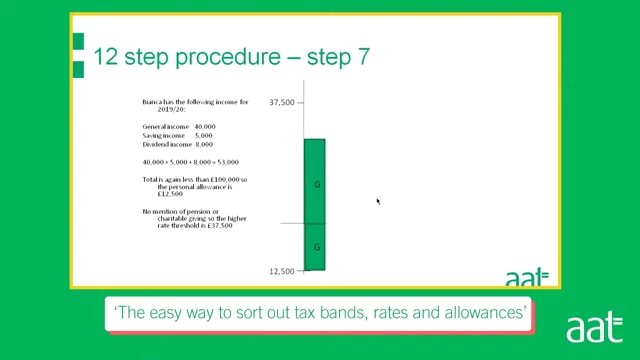 12 step procedure – step 7
Bianca has the following income for
2019/20:
General income 40,000
Saving income 5,000
Dividend income 8,000
40,000 + 5,000 + 8,000 = 53,000
Total is again less than £100,000 so
the personal allowance is
£12,500
No mention of pension or
charitable giving so the higher
rate threshold is £37,500
37,500
G
G
12,500
aat
‘The easy way to sort out tax bands, rates and allowances’
aat